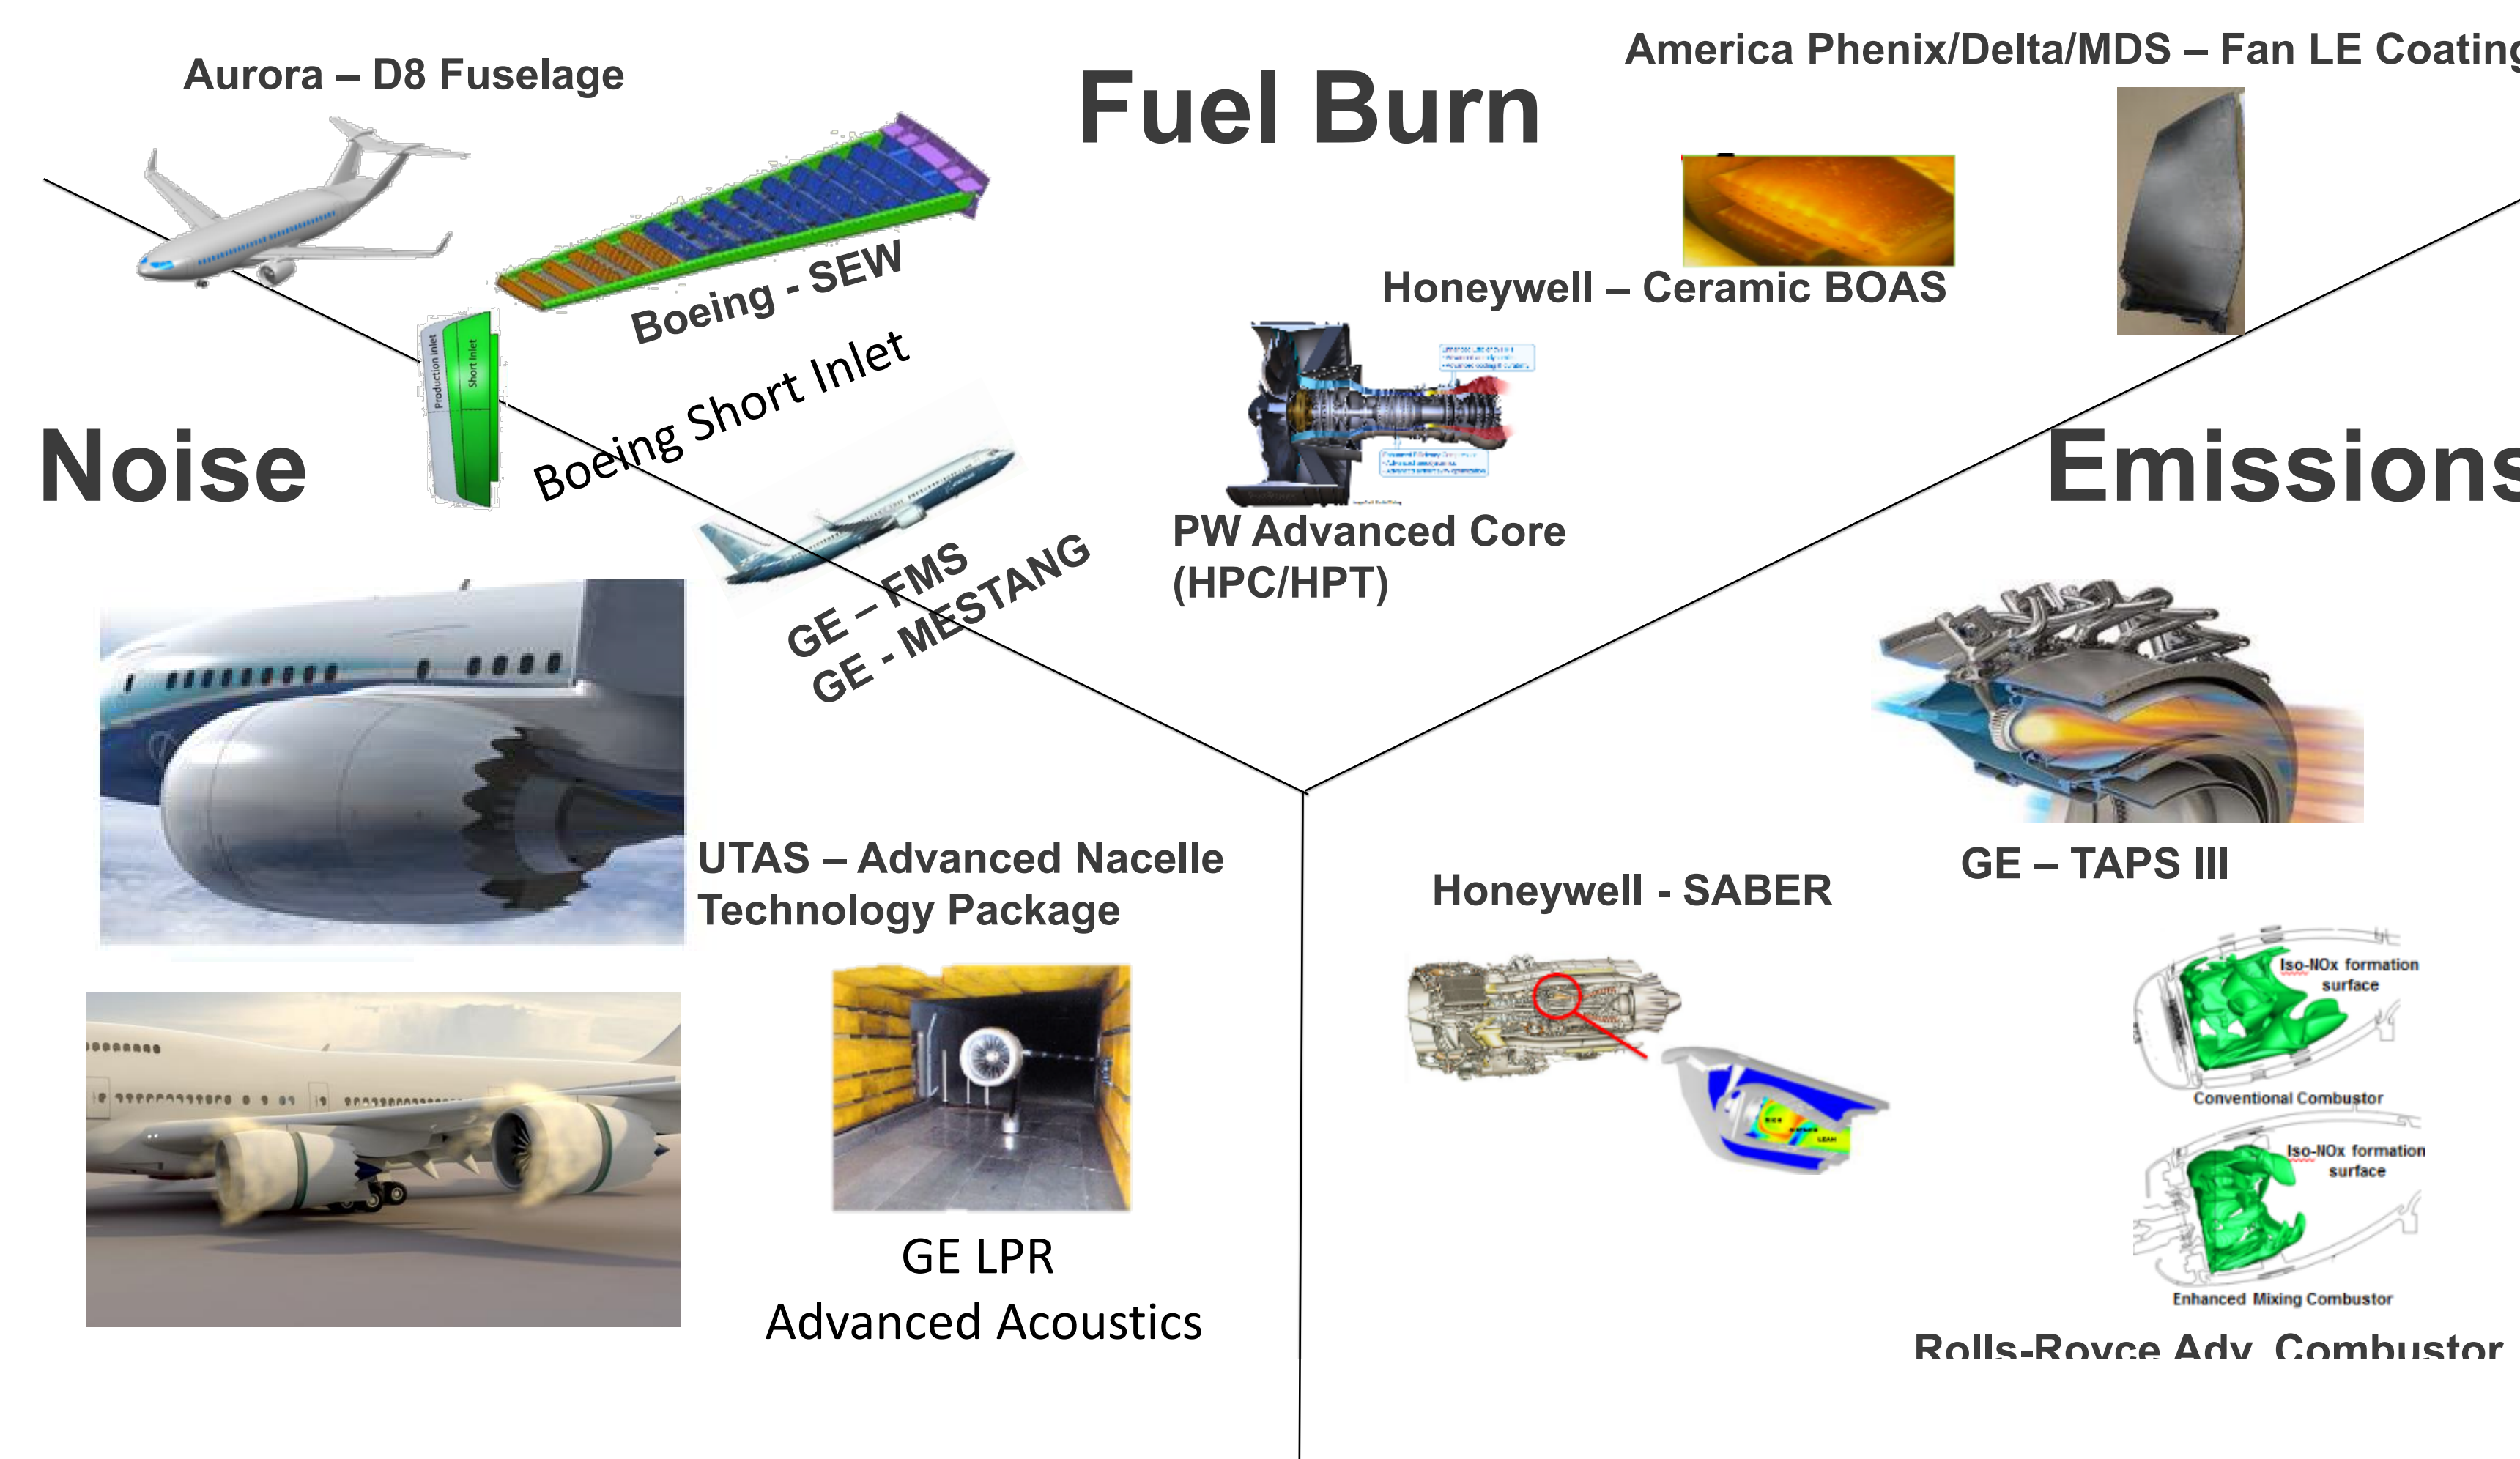 America Phenix/Delta/MDS – Fan LE Coating
Aurora – D8 Fuselage
Fuel Burn
Boeing - SEW
Honeywell – Ceramic BOAS
Production Inlet
Short Inlet
Boeing Short Inlet
Noise
Emissions
PW Advanced Core
(HPC/HPT)
GE – FMS
GE - MESTANG
UTAS – Advanced Nacelle
Technology Package
GE – TAPS III
Honeywell - SABER
Iso-NOx formation
surface
Conventional Combustor
RICH
LEAN
Iso-NOx formation
surface
Enhanced Mixing Combustor
GE LPR
Advanced Acoustics
Rolls-Royce Adv. Combustor